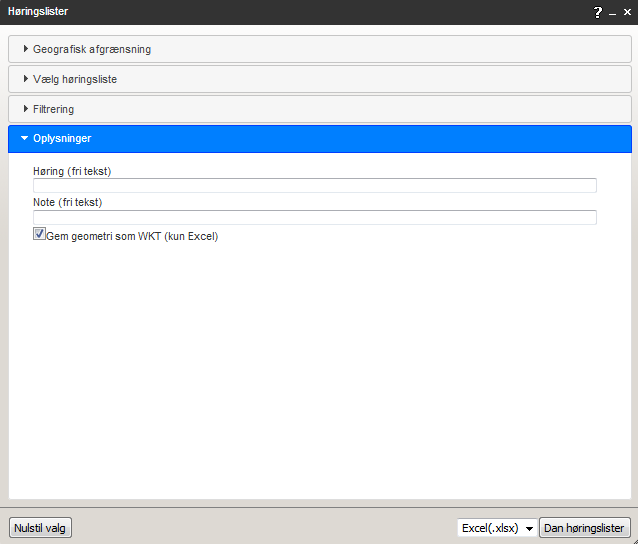 Høringslister
Geografisk afgrænsning
Vælg høringsliste
Filtrering
Oplysninger
Høring (fri tekst)
Note (fri tekst)
Gem geometri som WKT (kun Excel)
Nulstil valg
Excel(.xlsx)
Dan høringslister